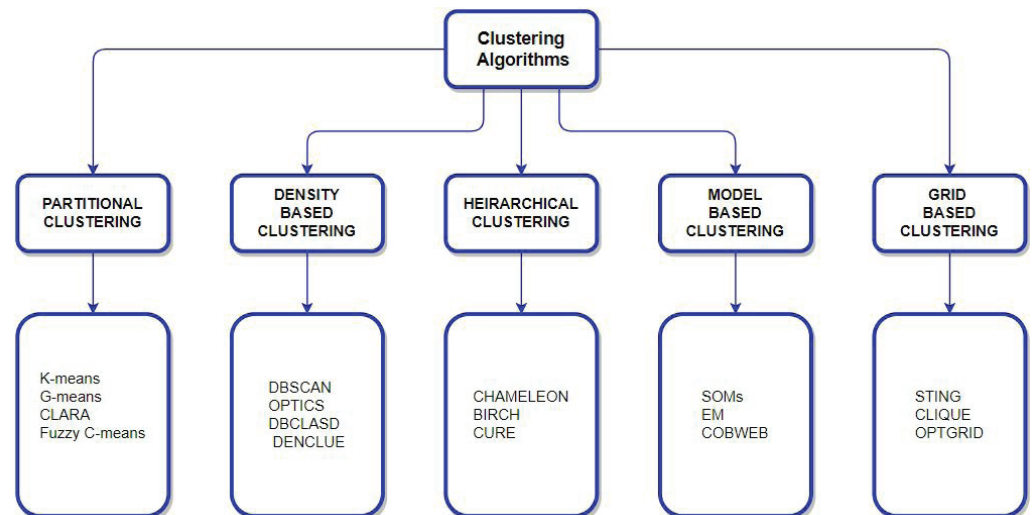 Clustering
Algorithms
PARTITIONAL
CLUSTERING
DENSITY
BASED
CLUSTERING
HEIRARCHICAL
CLUSTERING
MODEL
BASED
CLUSTERING
GRID
BASED
CLUSTERING
K-means
G-means
CLARA
Fuzzy C-means
DBSCAN
OPTICS
DBCLASD
DENCLUE
CHAMELEON
BIRCH
CURE
SOMs
EM
COBWEB
STING
CLIQUE
OPTGRID